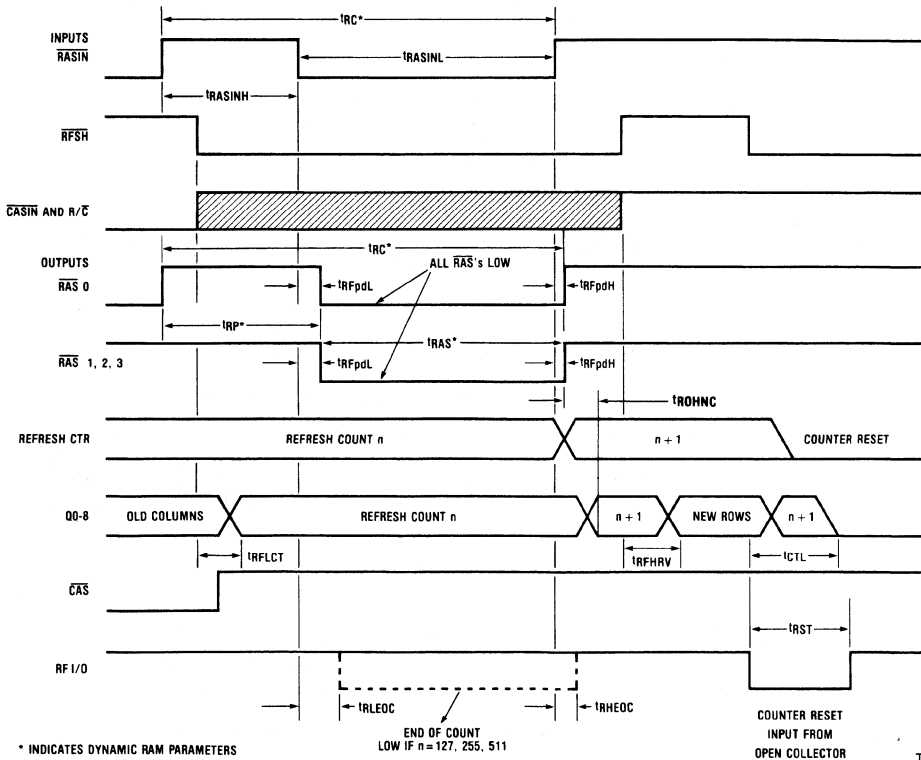 tRC*
INPUTS
RASIN
tRASINL
tRASINH
RFSH
CASIN AND R/C
tRC*
OUTPUTS
ALL RAS's LOW
RAS 0
tRFpdL
tRFpdH
tRP*
tRAS*
RAS 1, 2, 3
tRFpdL
tRFpdH
tROHNC
REFRESH CTR
REFRESH COUNT n
n + 1
COUNTER RESET
Q0-8
OLD COLUMNS
REFRESH COUNT n
n + 1
NEW ROWS
n + 1
tRFLCT
tRFHRV
tCTL
CAS
tRST
RF I/O
tRLEOC
tRHEOC
END OF COUNT
LOW IF n = 127, 255, 511
COUNTER RESET
INPUT FROM
OPEN COLLECTOR
* INDICATES DYNAMIC RAM PARAMETERS
T